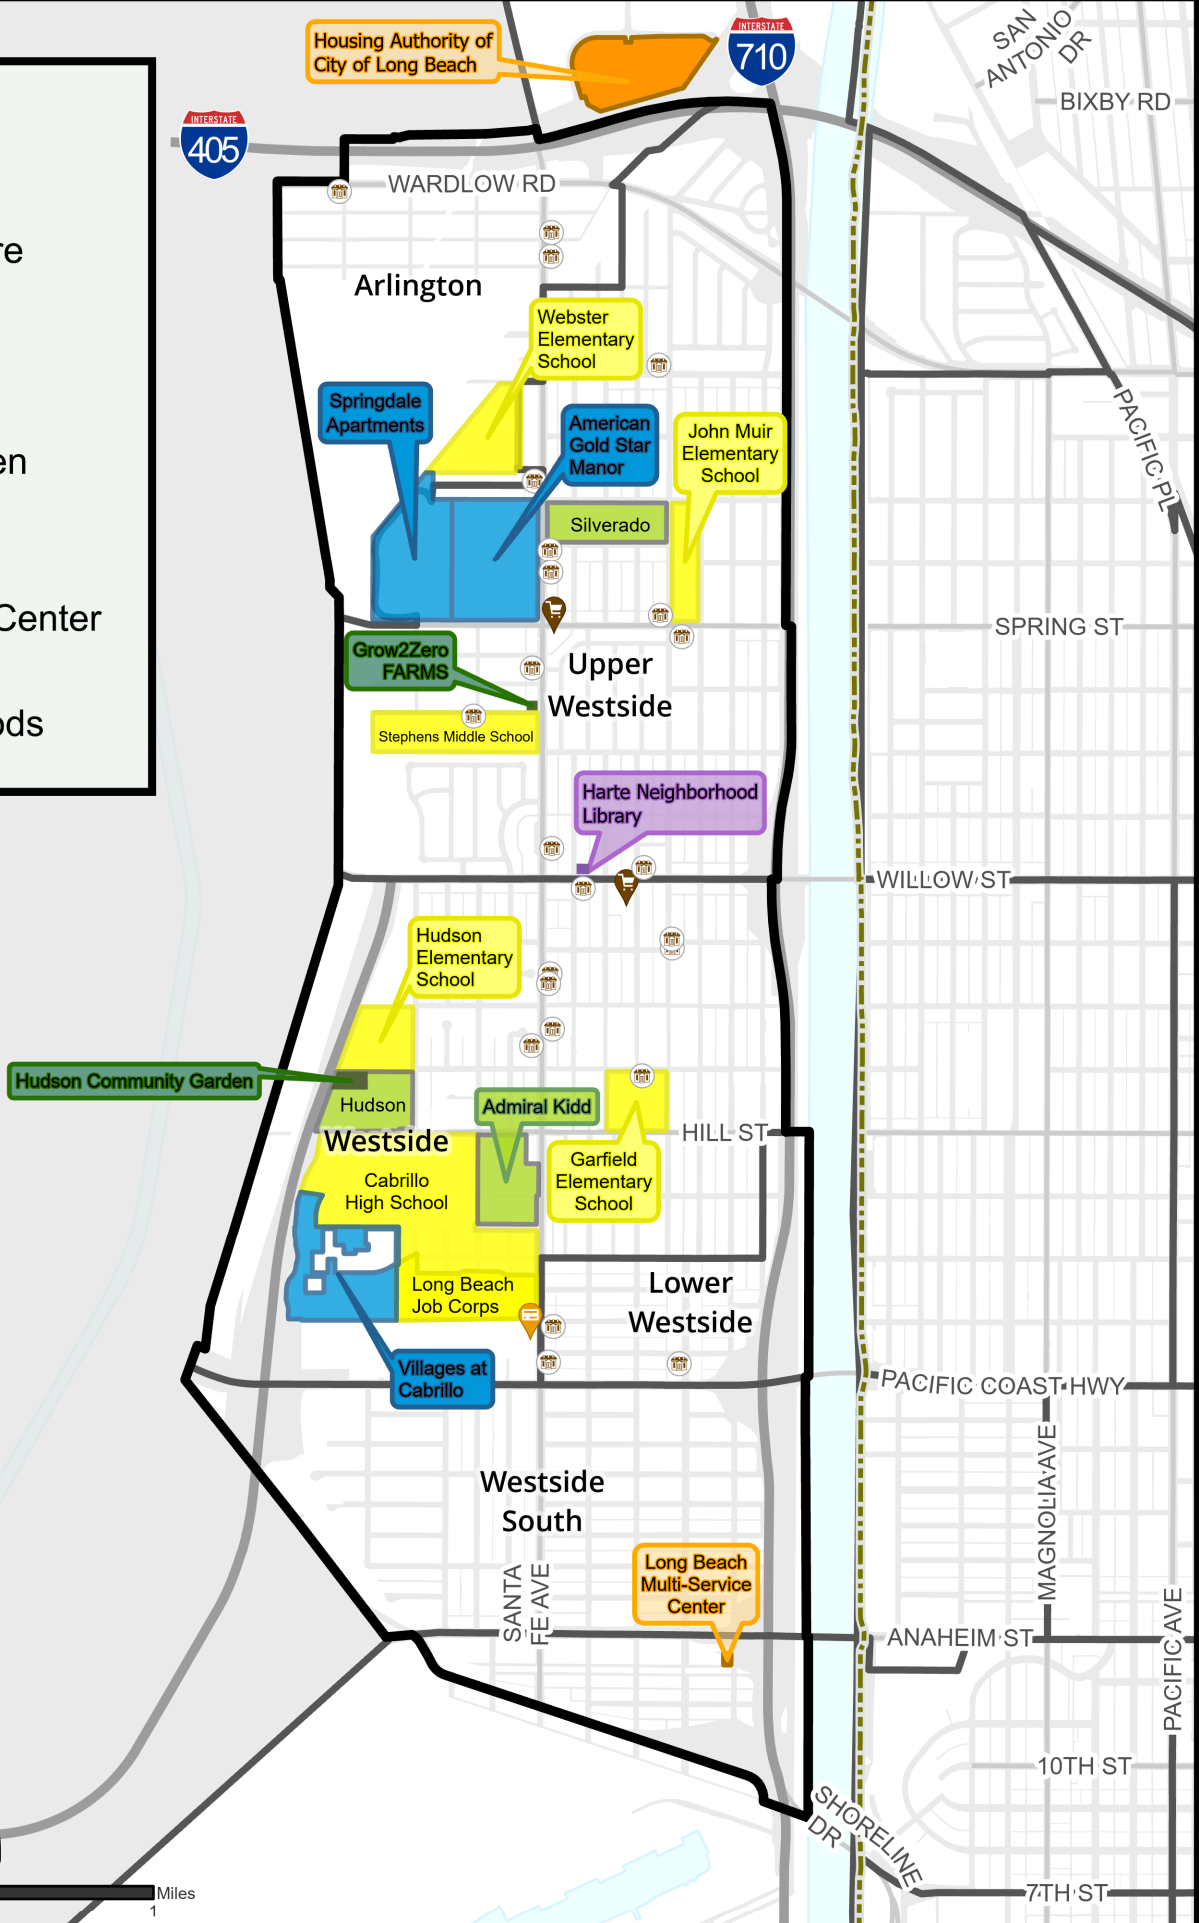 Housing Authority of
City of Long Beach
INTERSTATE
710
SAN
ANTONIO
DR
BIXBY RD
INTERSTATE
405
WARDLOW RD
re
Arlington
Webster
Elementary
School
Springdale
Apartments
American
Gold Star
Manor
John Muir
Elementary
School
PACIFIC PL
en
Silverado
Center
SPRING ST
Grow2Zero
FARMS
Upper
Westside
ods
Stephens Middle School
Harte Neighborhood
Library
WILLOW ST
Hudson
Elementary
School
Hudson Community Garden
Hudson
Admiral Kidd
Westside
HILL ST
Cabrillo
High School
Garfield
Elementary
School
Long Beach
Job Corps
Lower
Westside
Villages at
Cabrillo
PACIFIC COAST HWY
MAGNOLIA AVE
Westside
South
SANTA
FE AVE
Long Beach
Multi-Service
Center
ANAHEIM ST
PACIFIC AVE
10TH ST
SHORELINE
DR
7TH ST
Miles
1